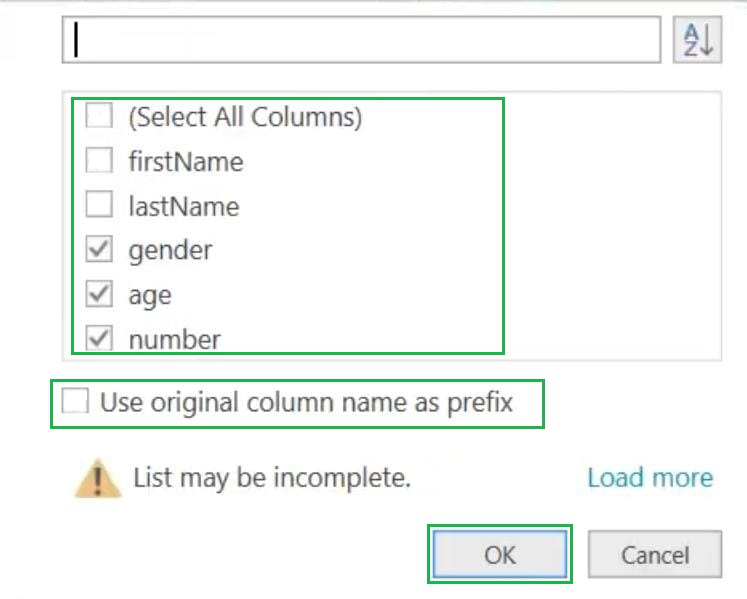 A
Z
(Select All Columns)
firstName
lastName
gender
age
number
Use original column name as prefix
List may be incomplete. Load more
OK Cancel